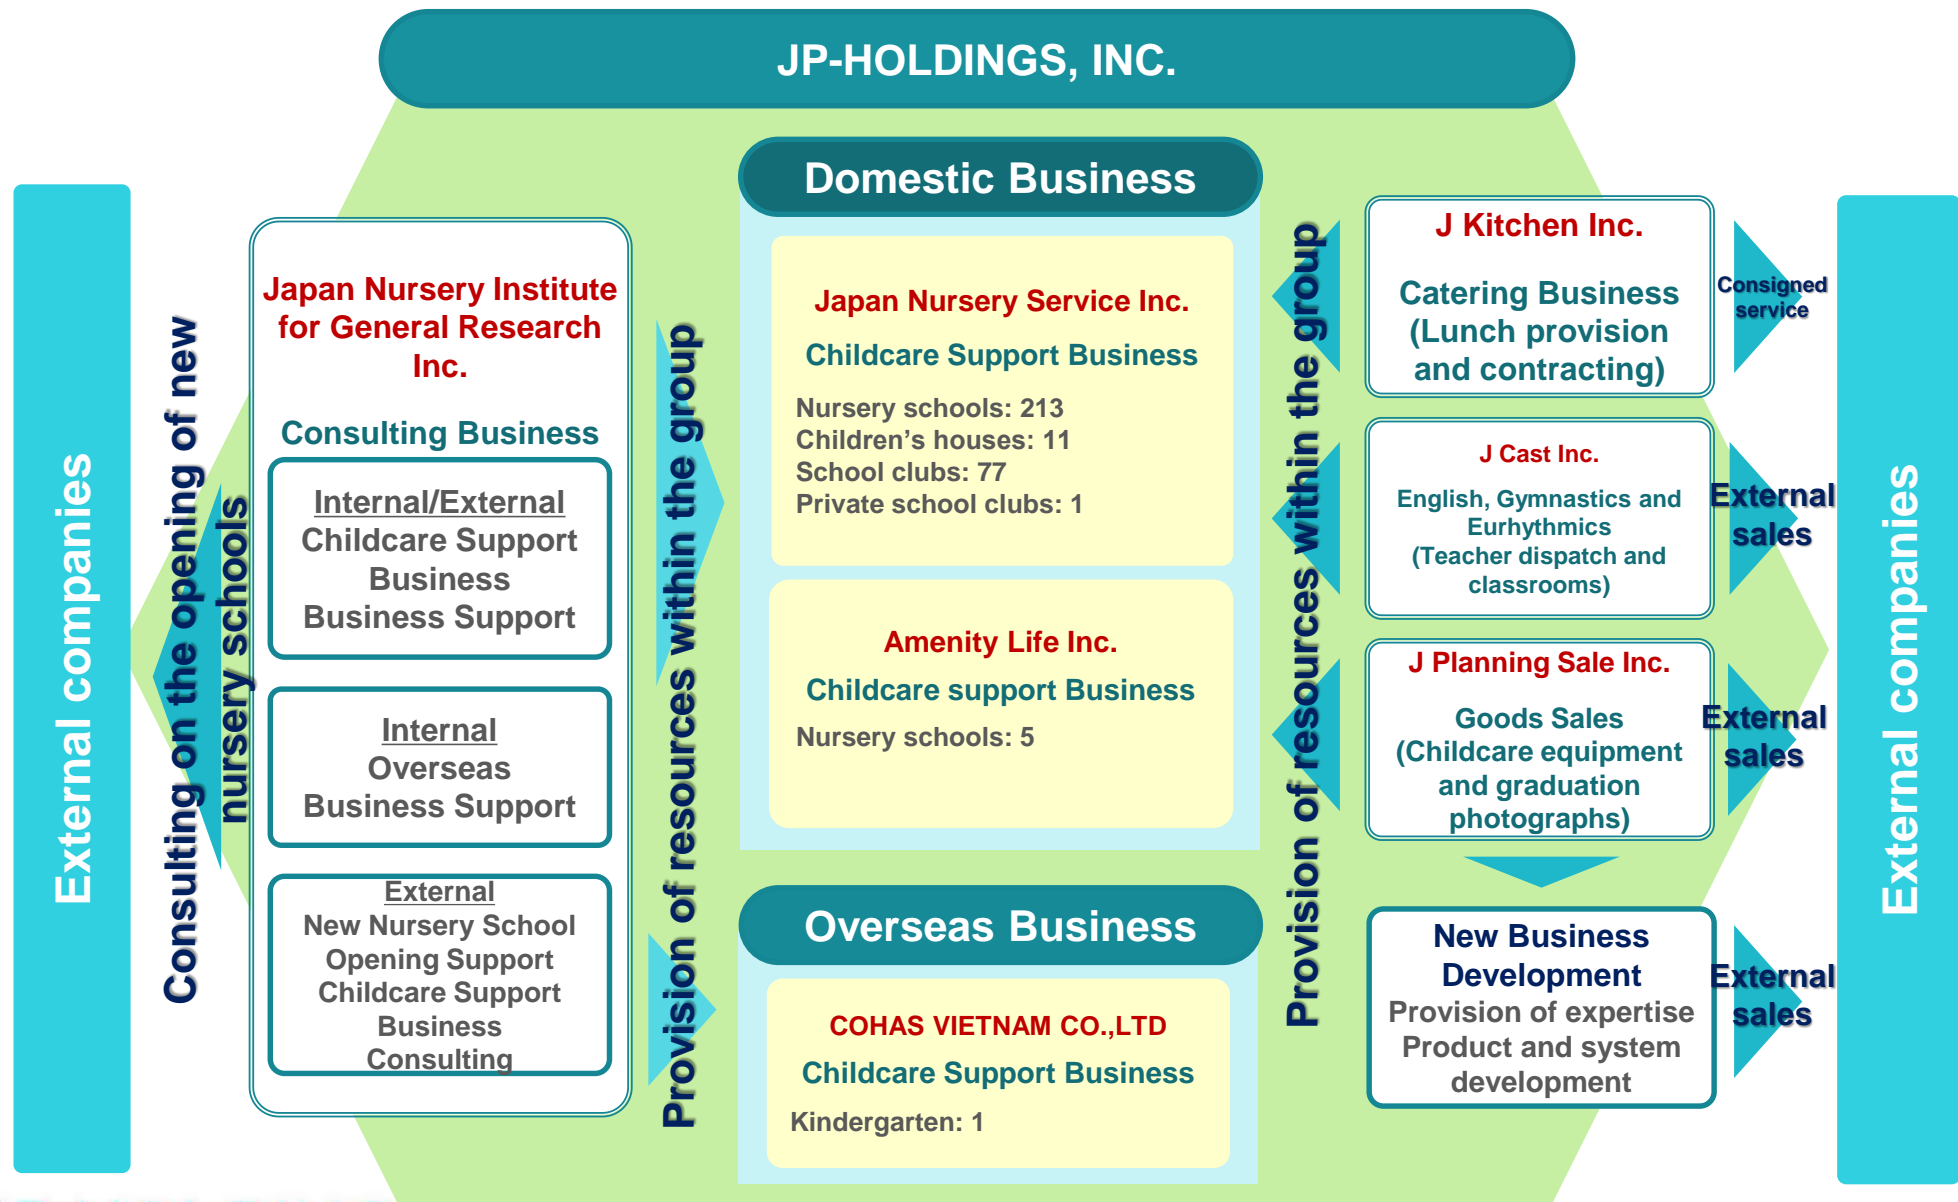 JP-HOLDINGS, INC.
External companies
Consulting on the opening of new
nursery schools
Japan Nursery Institute
for General Research
Inc.
Consulting Business
Internal/External
Childcare Support
Business
Business Support
Internal
Overseas
Business Support
External
New Nursery School
Opening Support
Childcare Support
Business
Consulting
Provision of resources within the group
Domestic Business
Japan Nursery Service Inc.
Childcare Support Business
Nursery schools: 213
Children’s houses: 11
School clubs: 77
Private school clubs: 1
Amenity Life Inc.
Childcare support Business
Nursery schools: 5
Overseas Business
COHAS VIETNAM CO.,LTD
Childcare Support Business
Kindergarten: 1
Provision of resources within the group
J Kitchen Inc.
Catering Business
(Lunch provision
and contracting)
Consigned
service
J Cast Inc.
English, Gymnastics and
Eurhythmics
(Teacher dispatch and
classrooms)
External
sales
J Planning Sale Inc.
Goods Sales
(Childcare equipment
and graduation
photographs)
External
sales
New Business
Development
Provision of expertise
Product and system
development
External
sales
External companies